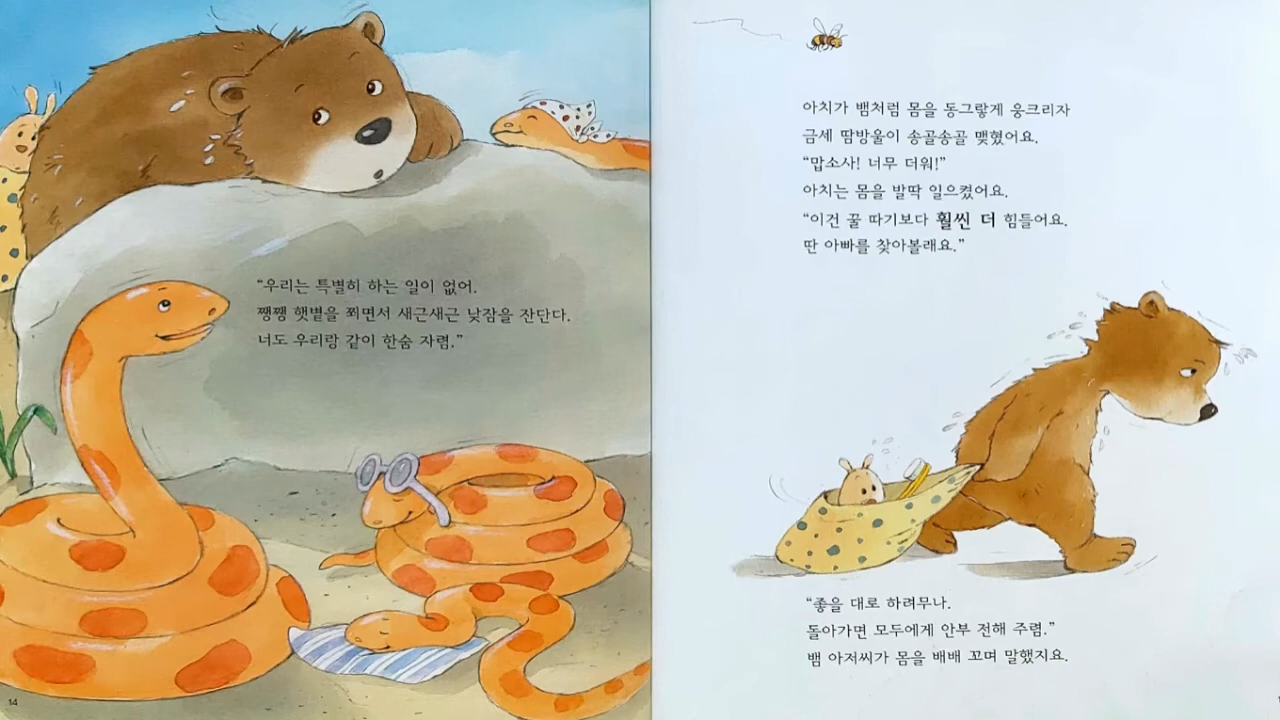 “우리는 특별히 하는 일이 없어.
쨍쨍 햇볕을 쬐면서 새근새근 낮잠을 잔단다.
너도 우리랑 같이 한숨 자렴.”
14
아치가 뱀처럼 몸을 동그랗게 웅크리자
금세 땀방울이 송골송골 맺혔어요.
“맙소사! 너무 더워!”
아치는 몸을 발딱 일으켰어요.
“이건 꿀 따기보다 훨씬 더 힘들어요.
딴 아빠를 찾아볼래요.”
“좋을 대로 하려무나.
돌아가면 모두에게 안부 전해 주렴.”
뱀 아저씨가 몸을 배배 꼬며 말했지요.